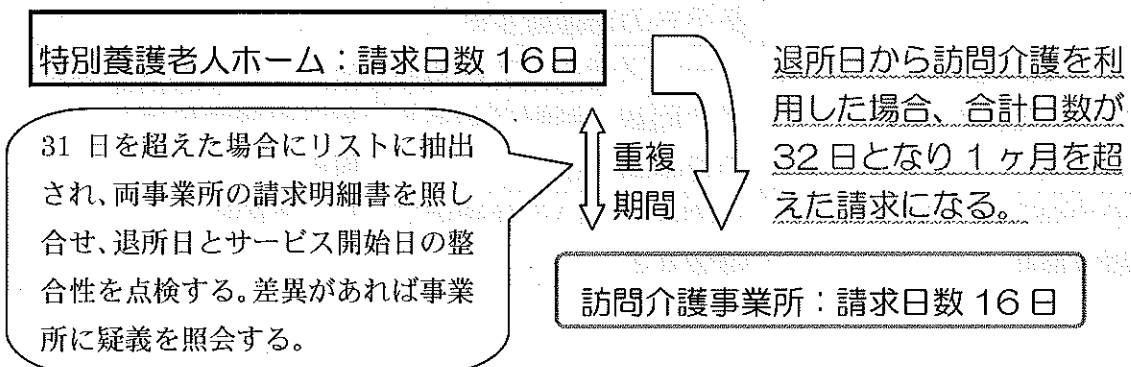 特別養護老人ホーム：請求日数16日
31 日を超えた場合にリストに抽出
され、両事業所の請求明細書を照し
合せ、退所日とサービス開始日の整
合性を点検する。差異があれば事業
所に疑義を照会する。
重複
期間
退所日から訪問介護を利
用した場合、合計日数が
32日となり1ヶ月を超
えた請求になる。
訪問介護事業所：請求日数16日